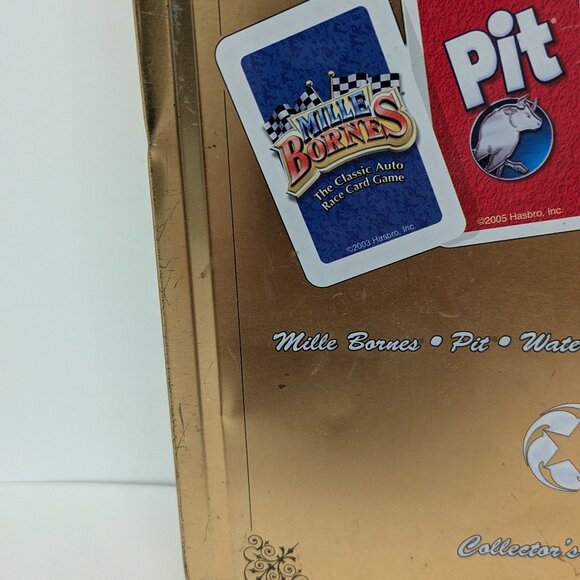 MILLE
BORNES
The Classic Auto
Race Card Game
©2003 Hasbro, Inc.
Pit
©2005 Hasbro, Inc.
Mille Bornes • Pit • Wate
Collector's